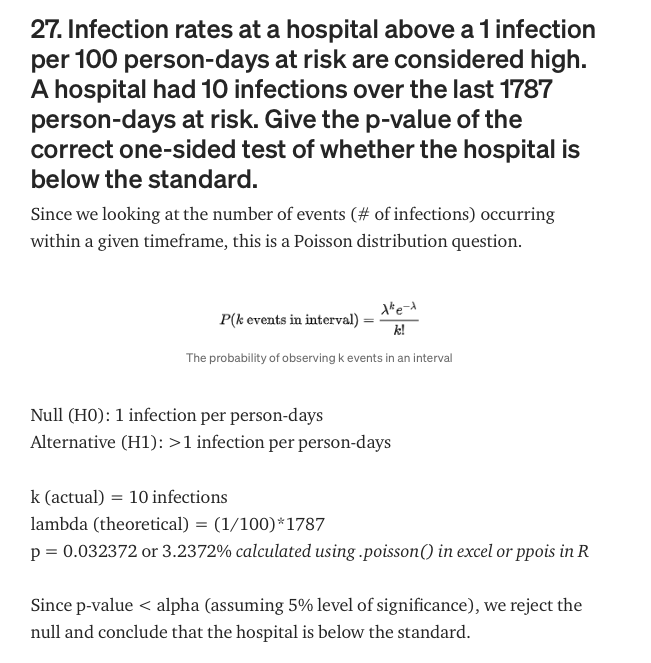 27. Infection rates at a hospital above a 1 infection
per 100 person-days at risk are considered high.
A hospital had 10 infections over the last 1787
person-days at risk. Give the p-value of the
correct one-sided test of whether the hospital is
below the standard.
Since we looking at the number of events (# of infections) occurring
within a given timeframe, this is a Poisson distribution question.
P(k events in interval) = λ^k e^−λ / k!
The probability of observing k events in an interval
Null (H0): 1 infection per person-days
Alternative (H1): >1 infection per person-days
k (actual) = 10 infections
lambda (theoretical) = (1/100)*1787
p = 0.032372 or 3.2372% calculated using .poisson() in excel or ppois in R
Since p-value < alpha (assuming 5% level of significance), we reject the
null and conclude that the hospital is below the standard.